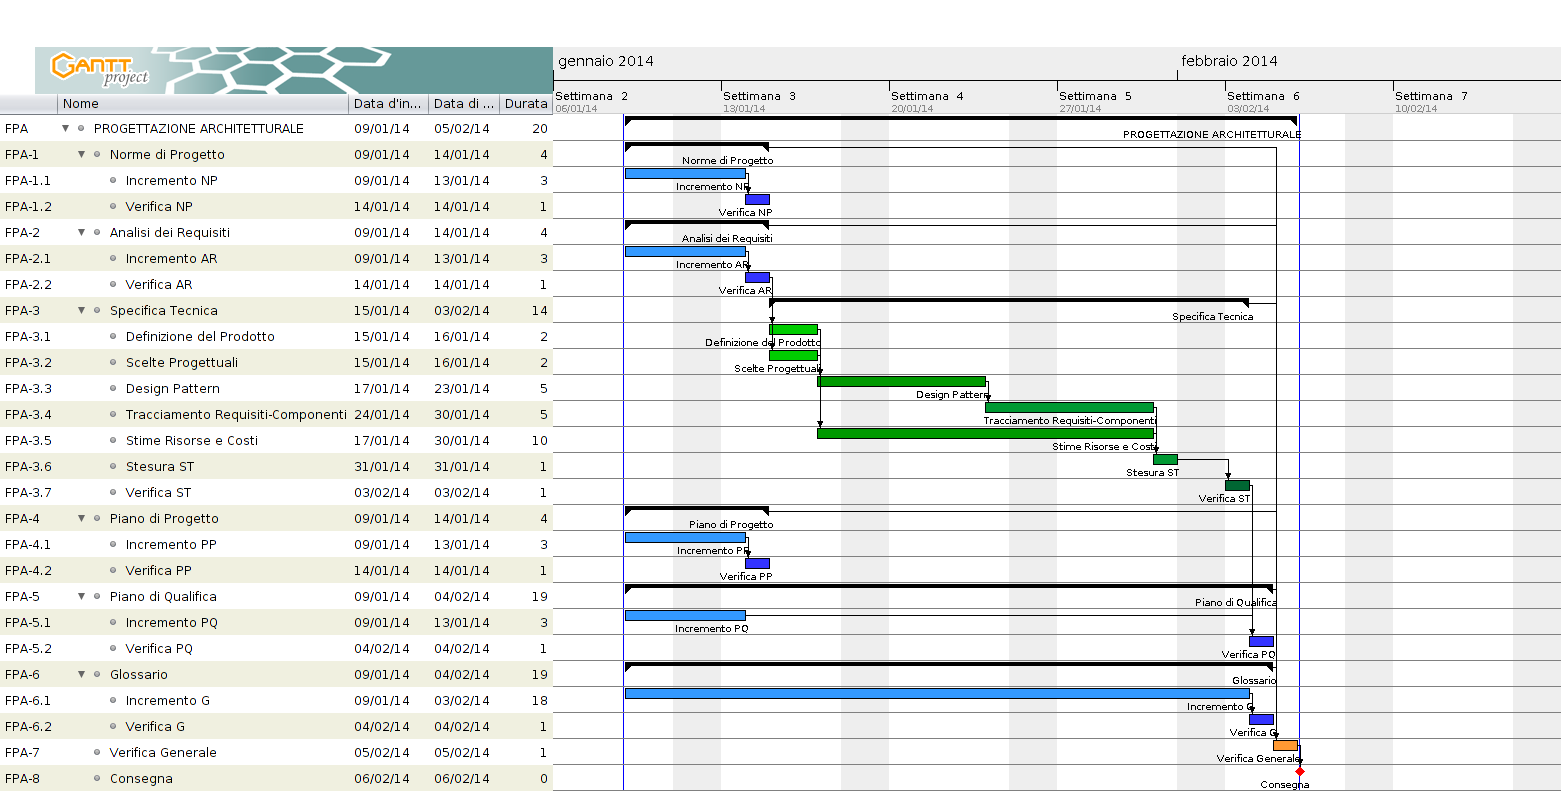 GANTT
project
gennaio 2014 febbraio 2014
Settimana 2 Settimana 3 Settimana 4 Settimana 5 Settimana 6 Settimana 7
06/01/14 13/01/14 20/01/14 27/01/14 03/02/14 10/02/14
Nome Data d'in... Data di ... Durata
FPA PROGETTAZIONE ARCHITETTURALE 09/01/14 05/02/14 20
PROGETTAZIONE ARCHITETTURALE
FPA-1 Norme di Progetto 09/01/14 14/01/14 4
Norme di Progetto
FPA-1.1 Incremento NP 09/01/14 13/01/14 3
Incremento NP
FPA-1.2 Verifica NP 14/01/14 14/01/14 1
Verifica NP
FPA-2 Analisi dei Requisiti 09/01/14 14/01/14 4
Analisi dei Requisiti
FPA-2.1 Incremento AR 09/01/14 13/01/14 3
Incremento AR
FPA-2.2 Verifica AR 14/01/14 14/01/14 1
Verifica AR
FPA-3 Specifica Tecnica 15/01/14 03/02/14 14
Specifica Tecnica
FPA-3.1 Definizione del Prodotto 15/01/14 16/01/14 2
Definizione del Prodotto
FPA-3.2 Scelte Progettuali 15/01/14 16/01/14 2
Scelte Progettuali
FPA-3.3 Design Pattern 17/01/14 23/01/14 5
Design Pattern
FPA-3.4 Tracciamento Requisiti-Componenti 24/01/14 30/01/14 5
Tracciamento Requisiti-Componenti
FPA-3.5 Stime Risorse e Costi 17/01/14 30/01/14 10
Stime Risorse e Costi
FPA-3.6 Stesura ST 31/01/14 31/01/14 1
Stesura ST
FPA-3.7 Verifica ST 03/02/14 03/02/14 1
Verifica ST
FPA-4 Piano di Progetto 09/01/14 14/01/14 4
Piano di Progetto
FPA-4.1 Incremento PP 09/01/14 13/01/14 3
Incremento PP
FPA-4.2 Verifica PP 14/01/14 14/01/14 1
Verifica PP
FPA-5 Piano di Qualifica 09/01/14 04/02/14 19
Piano di Qualifica
FPA-5.1 Incremento PQ 09/01/14 13/01/14 3
Incremento PQ
FPA-5.2 Verifica PQ 04/02/14 04/02/14 1
Verifica PQ
FPA-6 Glossario 09/01/14 04/02/14 19
Glossario
FPA-6.1 Incremento G 09/01/14 03/02/14 18
Incremento G
FPA-6.2 Verifica G 04/02/14 04/02/14 1
Verifica G
FPA-7 Verifica Generale 05/02/14 05/02/14 1
Verifica Generale
FPA-8 Consegna 06/02/14 06/02/14 0
Consegna